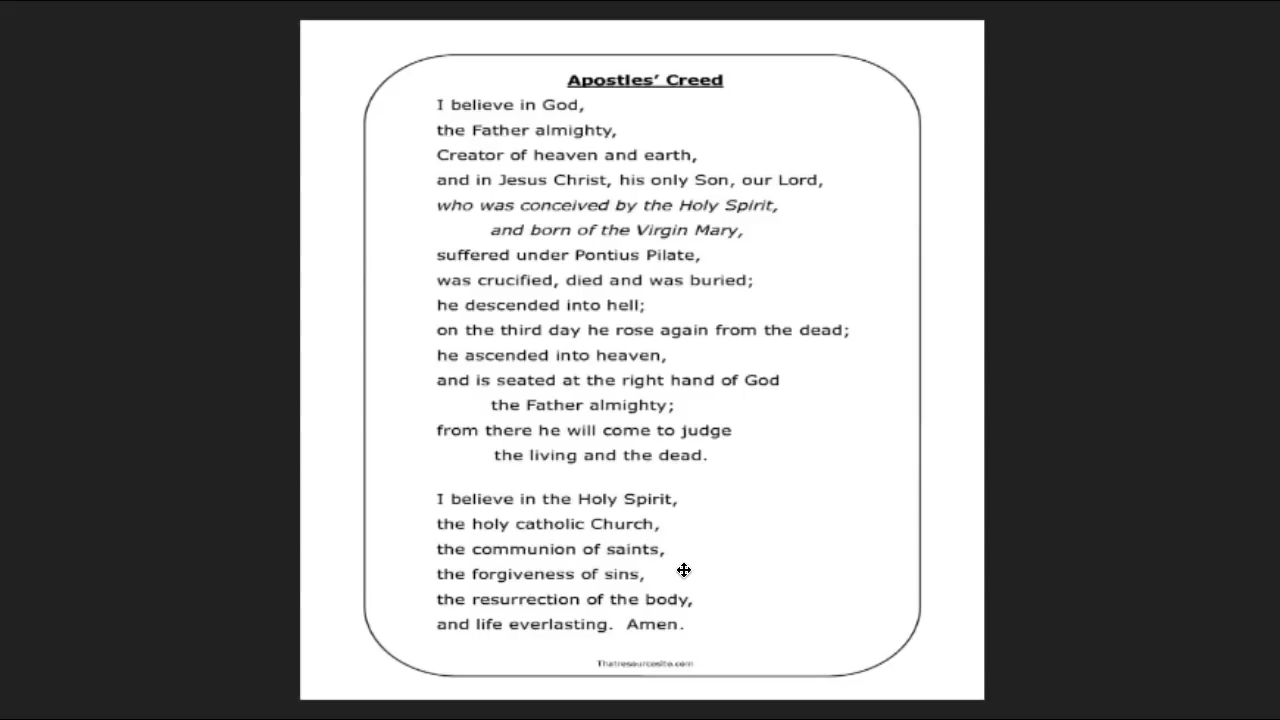 Apostles’ Creed
I believe in God,
the Father almighty,
Creator of heaven and earth,
and in Jesus Christ, his only Son, our Lord,
who was conceived by the Holy Spirit,
and born of the Virgin Mary,
suffered under Pontius Pilate,
was crucified, died and was buried;
he descended into hell;
on the third day he rose again from the dead;
he ascended into heaven,
and is seated at the right hand of God
the Father almighty;
from there he will come to judge
the living and the dead.
I believe in the Holy Spirit,
the holy catholic Church,
the communion of saints,
the forgiveness of sins,
the resurrection of the body,
and life everlasting.  Amen.
Thatresourcesite.com